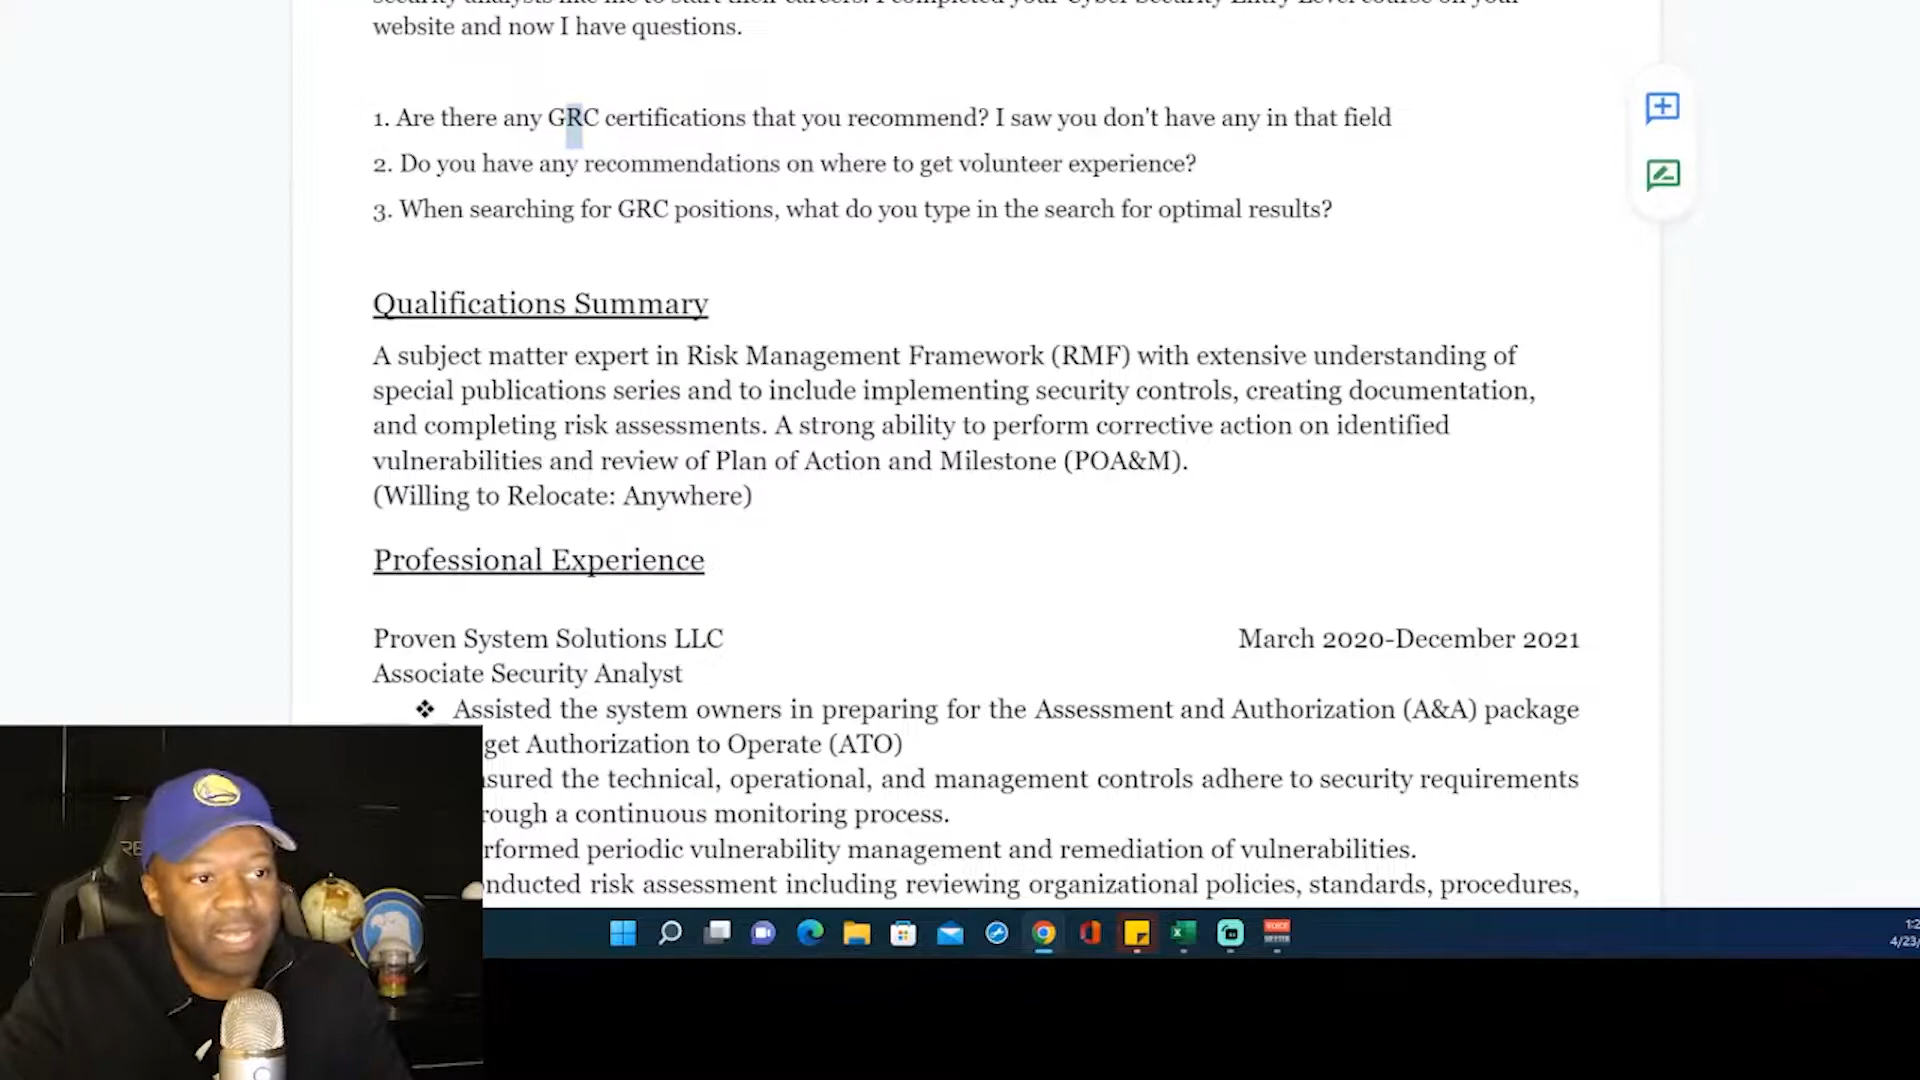 website and now I have questions.
1. Are there any GRC certifications that you recommend? I saw you don't have any in that field
2. Do you have any recommendations on where to get volunteer experience?
3. When searching for GRC positions, what do you type in the search for optimal results?
Qualifications Summary
A subject matter expert in Risk Management Framework (RMF) with extensive understanding of
special publications series and to include implementing security controls, creating documentation,
and completing risk assessments. A strong ability to perform corrective action on identified
vulnerabilities and review of Plan of Action and Milestone (POA&M).
(Willing to Relocate: Anywhere)
Professional Experience
Proven System Solutions LLC March 2020-December 2021
Associate Security Analyst
❖ Assisted the system owners in preparing for the Assessment and Authorization (A&A) package
get Authorization to Operate (ATO)
sured the technical, operational, and management controls adhere to security requirements
rough a continuous monitoring process.
rformed periodic vulnerability management and remediation of vulnerabilities.
nducted risk assessment including reviewing organizational policies, standards, procedures,
1:2
4/23/